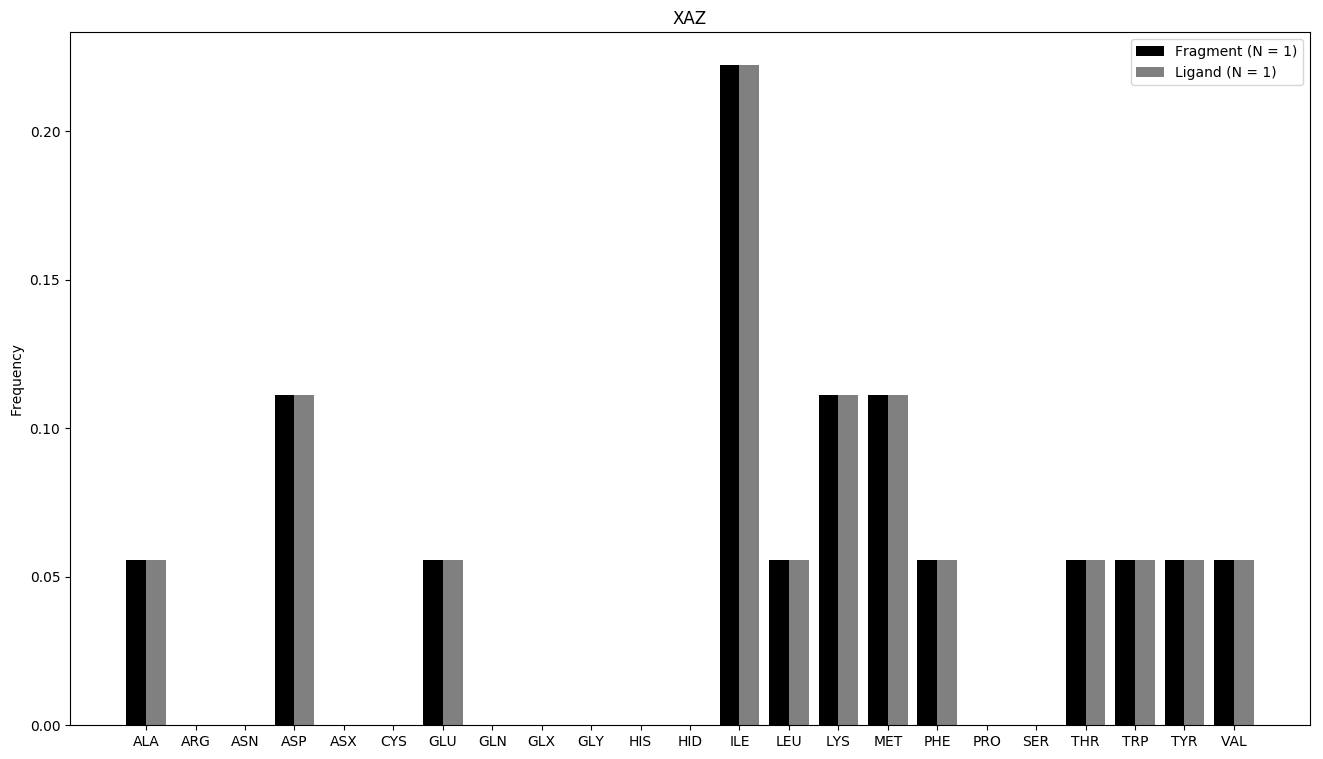 XAZ
Fragment (N = 1)
Ligand (N = 1)
0.20
0.15
0.10
0.05
0.00
Frequency
ALA ARG ASN ASP ASX CYS GLU GLN GLX GLY HIS HID ILE LEU LYS MET PHE PRO SER THR TRP TYR VAL